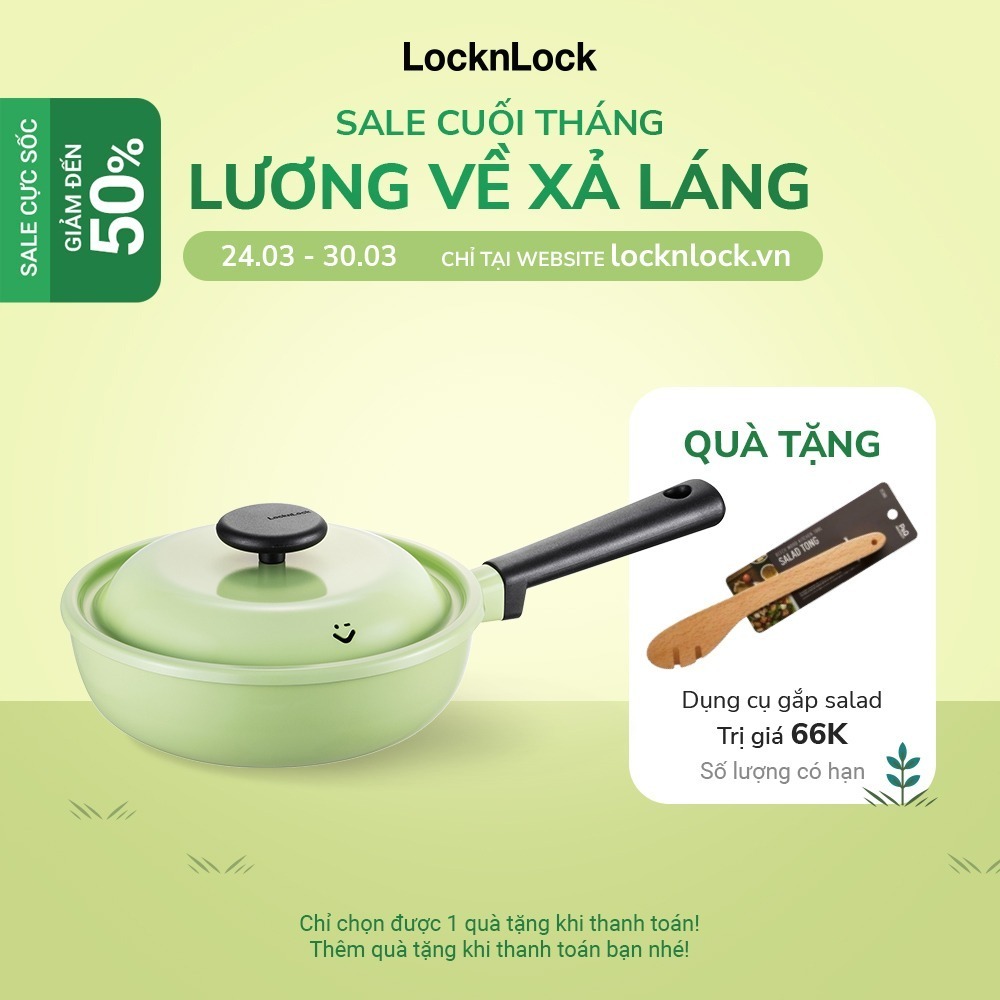 LocknLock
SALE CUỐI THÁNG
LƯƠNG VỀ XẢ LÁNG
24.03 - 30.03 CHỈ TẠI WEBSITE locknlock.vn
SALE CỰC SỐC
GIẢM ĐẾN
50%
LocknLock
QUÀ TẶNG
SALAD TONG
Dụng cụ gắp salad
Trị giá 66K
Số lượng có hạn
Chỉ chọn được 1 quà tặng khi thanh toán!
Thêm quà tặng khi thanh toán bạn nhé!